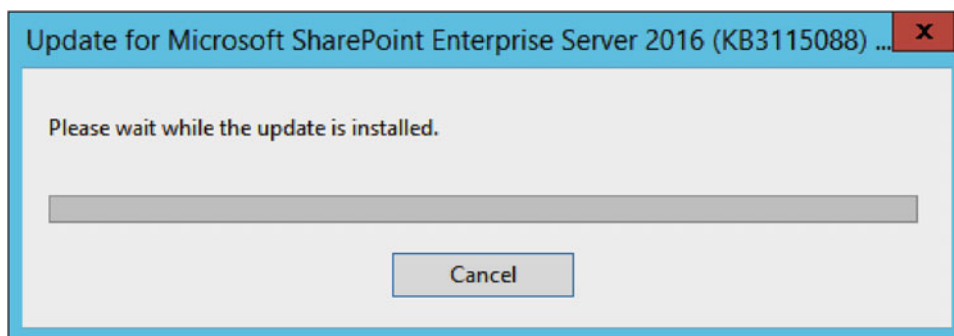 Update for Microsoft SharePoint Enterprise Server 2016 (KB3115088) ...
x
Please wait while the update is installed.
Cancel